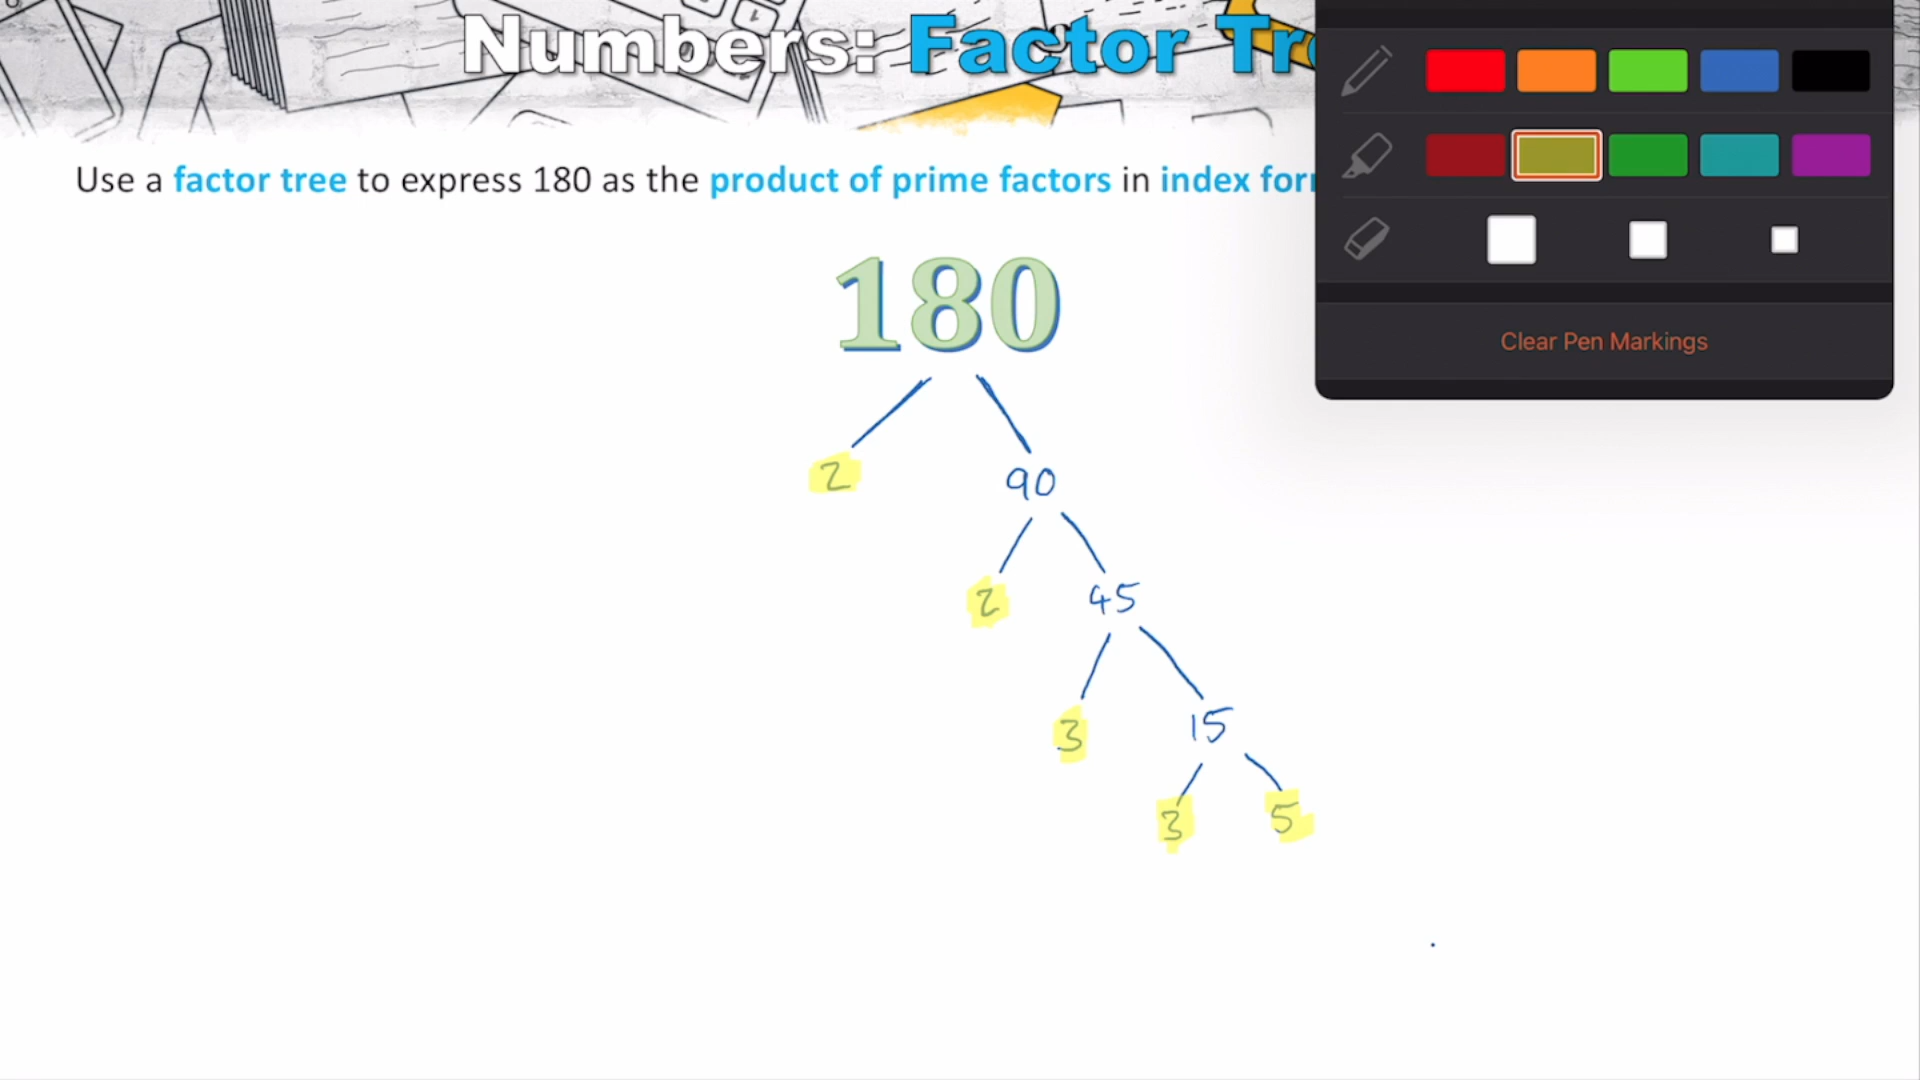 Numbers: Factor Tr
Use a factor tree to express 180 as the product of prime factors in index for
Clear Pen Markings
180
2 90
2 45
3 15
3 5